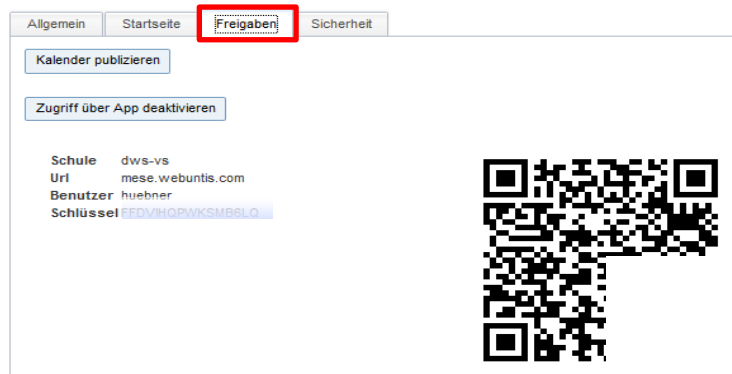 Allgemein Startseite Freigaben Sicherheit
Kalender publizieren
Zugriff über App deaktivieren
Schule dws-vs
Url mese.webuntis.com
Benutzer huebner
Schlüssel